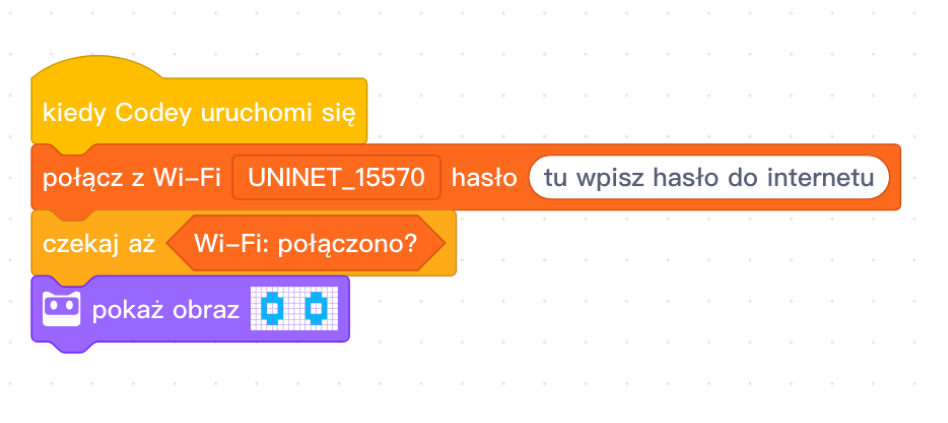 kiedy Codey uruchomi się
połącz z Wi–Fi UNINET_15570 hasło tu wpisz hasło do internetu
czekaj aż Wi–Fi: połączono?
pokaż obraz